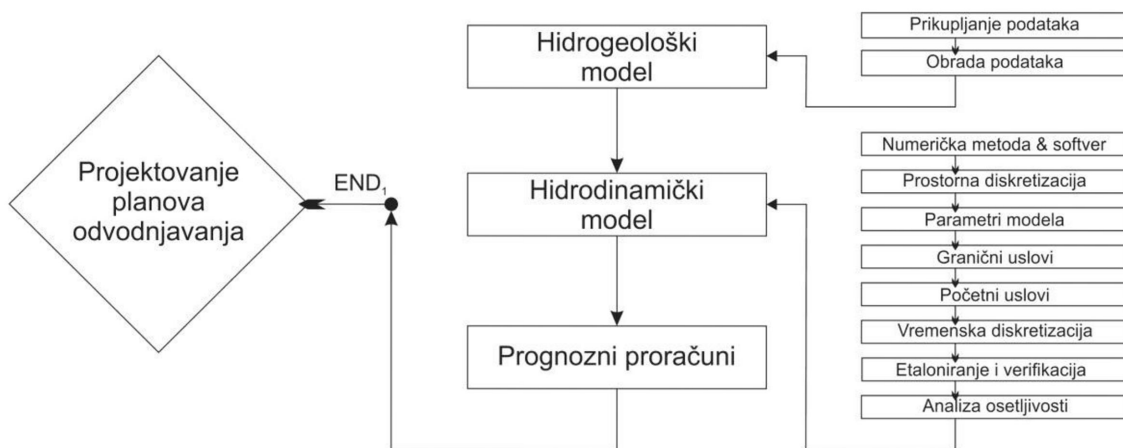 Projektovanje
planova
odvodnjavanja
END1
Hidrogeološki
model
Hidrodinamički
model
Prognozni proračuni
Prikupljanje podataka
Obrada podataka
Numerička metoda & softver
Prostorna diskretizacija
Parametri modela
Granični uslovi
Početni uslovi
Vremenska diskretizacija
Etaloniranje i verifikacija
Analiza osetljivosti